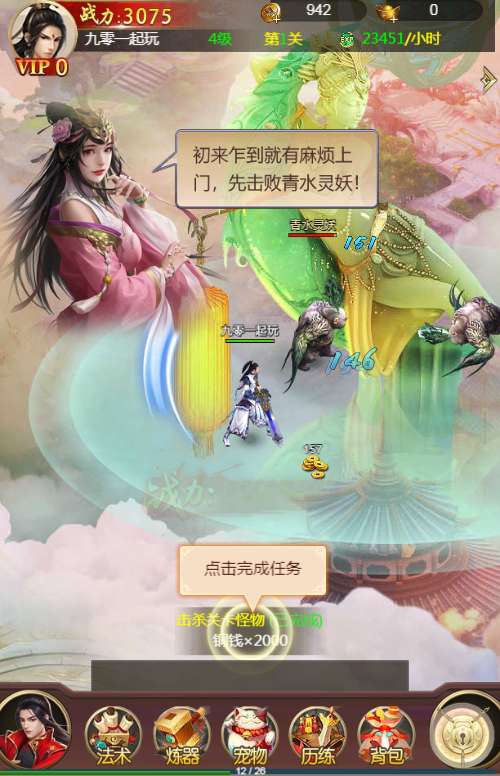 战力:3075
942
0
九零一起玩
4级
第1关
23451/小时
VIP 0
初来乍到就有麻烦上
门，先击败青水灵妖！
青水灵妖
161
九零一起玩
146
157
战力:
点击完成任务
击杀关卡怪物
铜钱×2000
法术
炼器
宠物
历练
背包
12 / 26